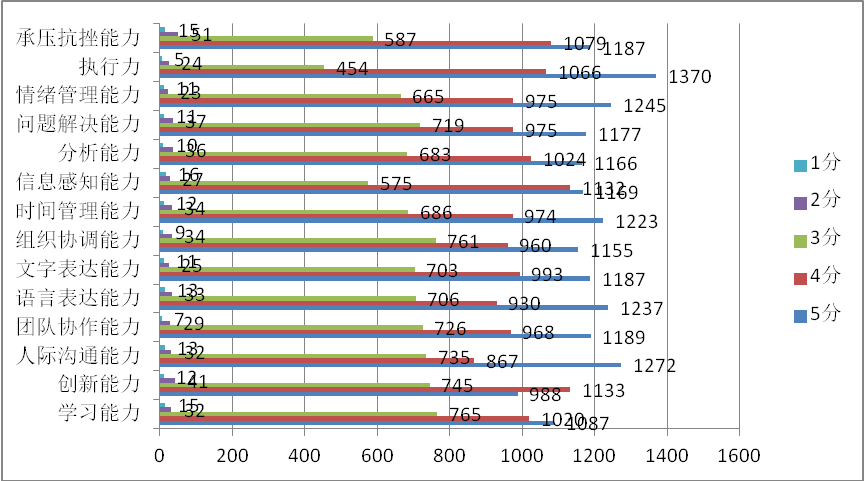 承压抗挫能力 15 51 587 1079 1187
执行力 5 24 454 1066 1370
情绪管理能力 11 23 665 975 1245
问题解决能力 11 37 719 975 1177
分析能力 10 36 683 1024 1166
信息感知能力 16 27 575 1132 1169
时间管理能力 12 34 686 974 1223
组织协调能力 9 34 761 960 1155
文字表达能力 11 25 703 993 1187
语言表达能力 13 33 706 930 1237
团队协作能力 7 29 726 968 1189
人际沟通能力 13 32 735 867 1272
创新能力 12 41 745 1133 988
学习能力 15 32 765 1020 1087
0 200 400 600 800 1000 1200 1400 1600
1分
2分
3分
4分
5分